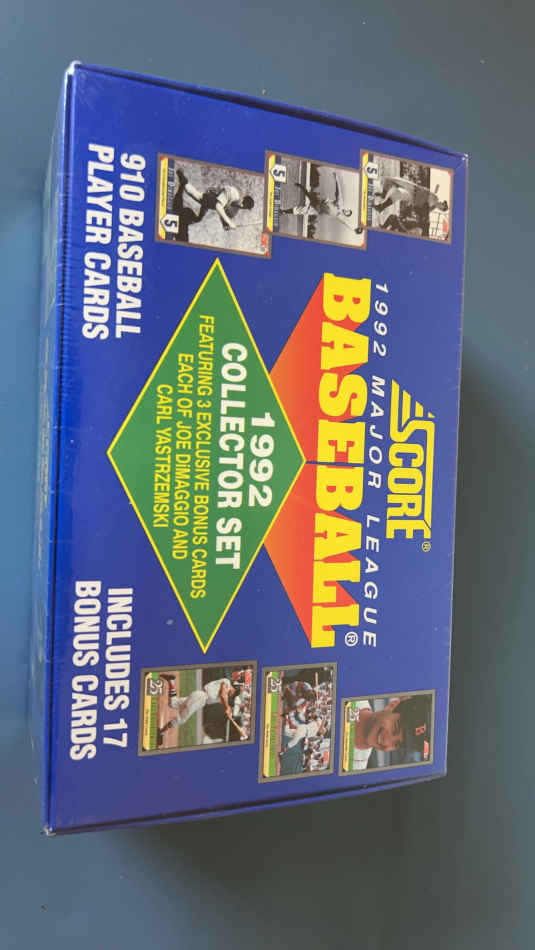 SCORE®
1992 MAJOR LEAGUE
BASEBALL®
1992
COLLECTOR SET
FEATURING 3 EXCLUSIVE BONUS CARDS
EACH OF JOE DIMAGGIO AND
CARL YASTRZEMSKI
910 BASEBALL
PLAYER CARDS
INCLUDES 17
BONUS CARDS